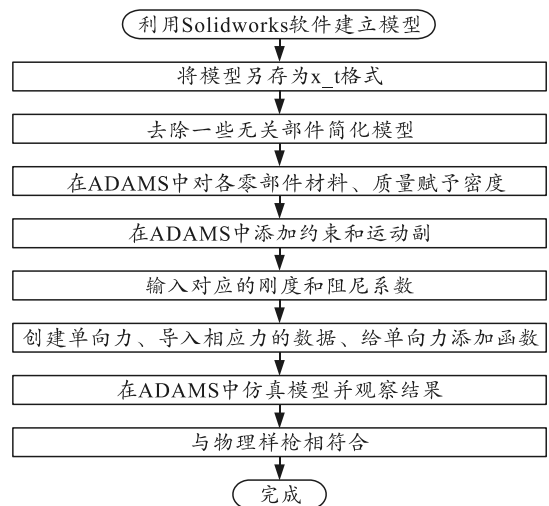 利用Solidworks软件建立模型
将模型另存为x_t格式
去除一些无关部件简化模型
在ADAMS中对各零部件材料、质量赋予密度
在ADAMS中添加约束和运动副
输入对应的刚度和阻尼系数
创建单向力、导入相应力的数据、给单向力添加函数
在ADAMS中仿真模型并观察结果
与物理样枪相符合
完成